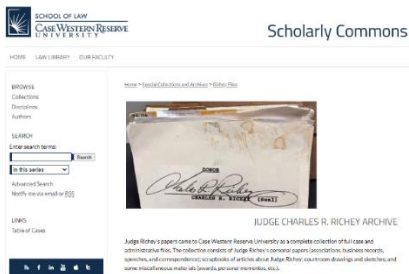 SCHOOL OF LAW
CASE WESTERN RESERVE
UNIVERSITY
Scholarly Commons
HOME LAW LIBRARY OUR FACULTY
BROWSE
Collections
Disciplines
Authors
SEARCH
Enter search terms:
Search
in this series
Advanced Search
Notify me via email or RSS
LINKS
Table of Cases
Home > Special Collections and Archives > Richey Files
DONOR
Charles R. Richey
CHARLES R. RICHEY (Seal)
JUDGE CHARLES R. RICHEY ARCHIVE
Judge Richey's papers came to Case Western Reserve University as a complete collection of full case and
administrative files. The collection consists of Judge Richey's personal papers (associations, business records,
speeches, and correspondence); scrapbooks of articles about Judge Richey; courtroom drawings and sketches; and
some miscellaneous materials (awards, personal mementos, etc.).